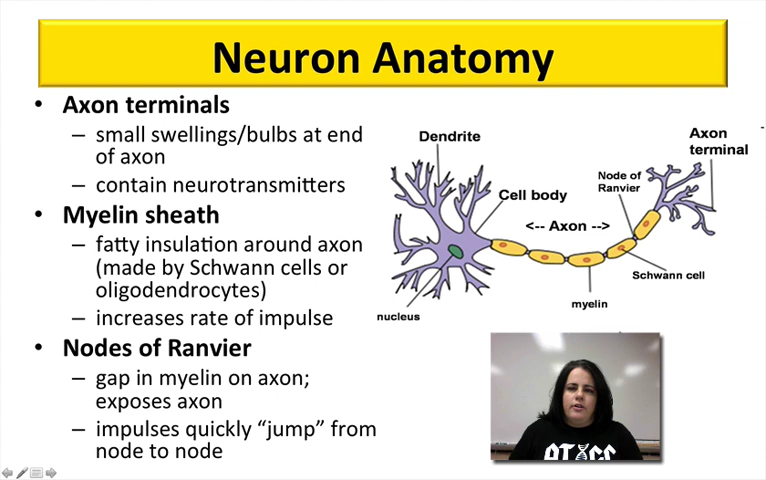 Neuron Anatomy
• Axon terminals
– small swellings/bulbs at end
of axon
– contain neurotransmitters
• Myelin sheath
– fatty insulation around axon
(made by Schwann cells or
oligodendrocytes)
– increases rate of impulse
• Nodes of Ranvier
– gap in myelin on axon;
exposes axon
– impulses quickly “jump” from
node to node
Dendrite
Axon
terminal
Node of
Ranvier
Cell body
<-- Axon -->
Schwann cell
myelin
nucleus